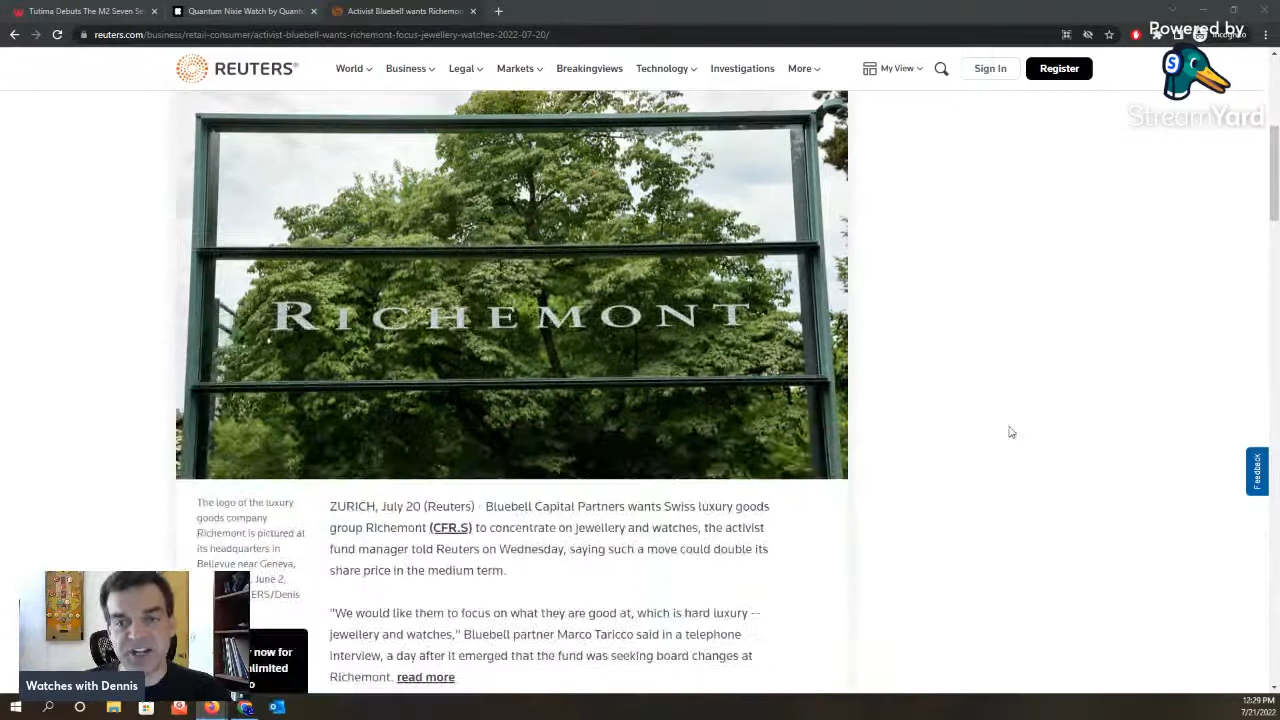 Tutima Debuts The M2 Seven Se
Quantum Nixie Watch by Quant
Activist Bluebell wants Richemon
reuters.com/business/retail-consumer/activist-bluebell-wants-richemont-focus-jewellery-watches-2022-07-20/
Powered by
StreamYard
REUTERS®
World
Business
Legal
Markets
Breakingviews
Technology
Investigations
More
My View
Sign In
Register
RICHEMONT
Feedback
The logo of the luxury
goods company
Richemont is pictured at
its headquarters in
Bellevue near Geneva,
June 2,
ERS/Denis
ZURICH, July 20 (Reuters) - Bluebell Capital Partners wants Swiss luxury goods
group Richemont (CFR.S) to concentrate on jewellery and watches, the activist
fund manager told Reuters on Wednesday, saying such a move could double its
share price in the medium term.
"We would like them to focus on what they are good at, which is hard luxury --
jewellery and watches," Bluebell partner Marco Taricco said in a telephone
interview, a day after it emerged that the fund was seeking board changes at
Richemont. read more
now for
limited
Watches with Dennis
12:29 PM
7/21/2022